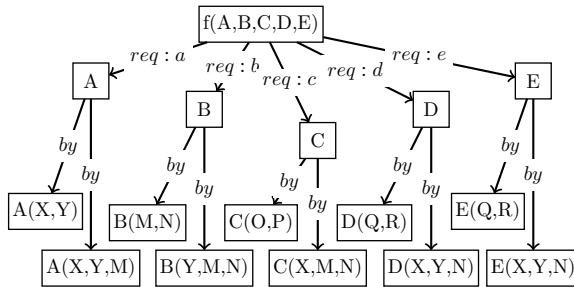 f(A,B,C,D,E)
req : a
req : b
req : c
req : d
req : e
A
B
C
D
E
by
by
by
by
by
by
by
by
by
by
A(X,Y)
B(M,N)
C(O,P)
D(Q,R)
E(Q,R)
A(X,Y,M)
B(Y,M,N)
C(X,M,N)
D(X,Y,N)
E(X,Y,N)